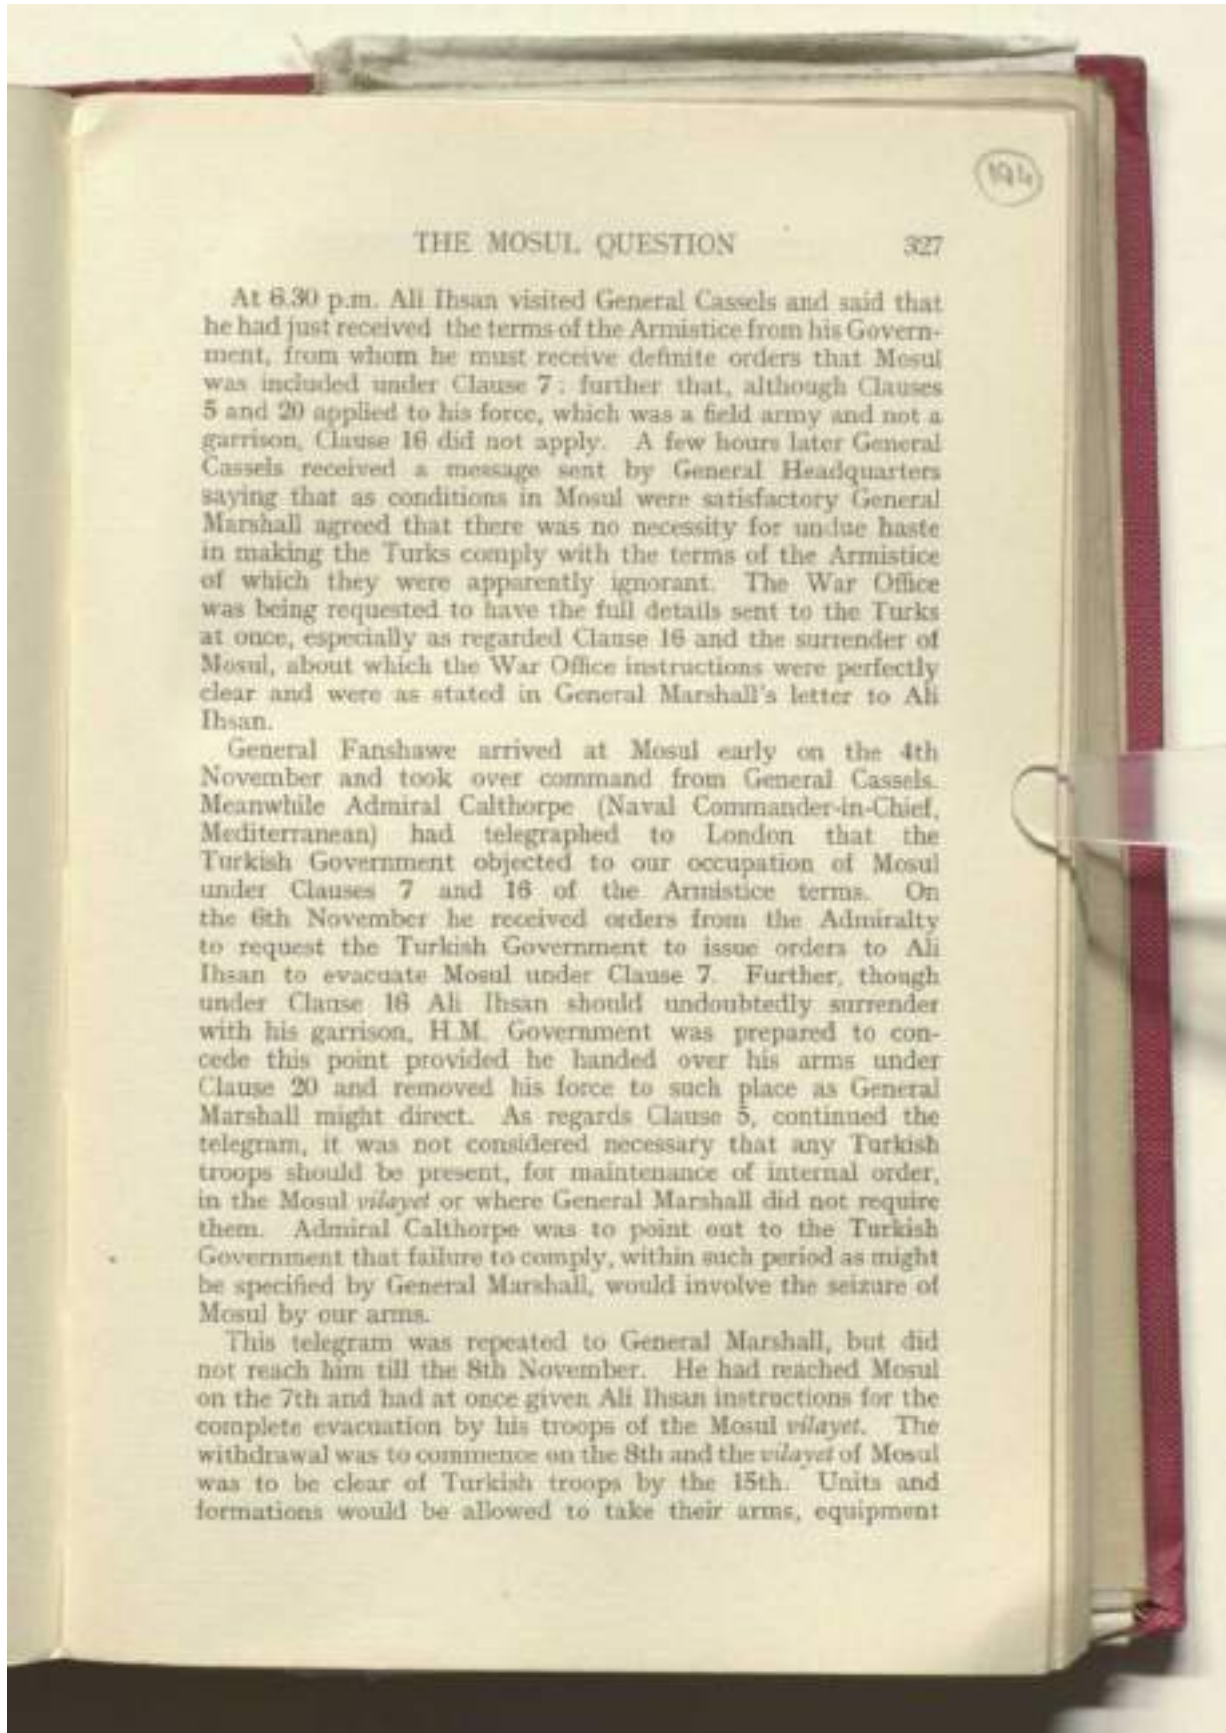 194
THE MOSUL QUESTION 327
At 6.30 p.m. Ali Ihsan visited General Cassels and said that
he had just received the terms of the Armistice from his Govern-
ment, from whom he must receive definite orders that Mosul
was included under Clause 7: further that, although Clauses
5 and 20 applied to his force, which was a field army and not a
garrison, Clause 16 did not apply. A few hours later General
Cassels received a message sent by General Headquarters
saying that as conditions in Mosul were satisfactory General
Marshall agreed that there was no necessity for undue haste
in making the Turks comply with the terms of the Armistice
of which they were apparently ignorant. The War Office
was being requested to have the full details sent to the Turks
at once, especially as regarded Clause 16 and the surrender of
Mosul, about which the War Office instructions were perfectly
clear and were as stated in General Marshall's letter to Ali
Ihsan.
General Fanshawe arrived at Mosul early on the 4th
November and took over command from General Cassels.
Meanwhile Admiral Calthorpe (Naval Commander-in-Chief,
Mediterranean) had telegraphed to London that the
Turkish Government objected to our occupation of Mosul
under Clauses 7 and 16 of the Armistice terms. On
the 6th November he received orders from the Admiralty
to request the Turkish Government to issue orders to Ali
Ihsan to evacuate Mosul under Clause 7. Further, though
under Clause 16 Ali Ihsan should undoubtedly surrender
with his garrison, H.M. Government was prepared to con-
cede this point provided he handed over his arms under
Clause 20 and removed his force to such place as General
Marshall might direct. As regards Clause 5, continued the
telegram, it was not considered necessary that any Turkish
troops should be present, for maintenance of internal order,
in the Mosul vilayet or where General Marshall did not require
them. Admiral Calthorpe was to point out to the Turkish
Government that failure to comply, within such period as might
be specified by General Marshall, would involve the seizure of
Mosul by our arms.
This telegram was repeated to General Marshall, but did
not reach him till the 8th November. He had reached Mosul
on the 7th and had at once given Ali Ihsan instructions for the
complete evacuation by his troops of the Mosul vilayet. The
withdrawal was to commence on the 8th and the vilayet of Mosul
was to be clear of Turkish troops by the 15th. Units and
formations would be allowed to take their arms, equipment